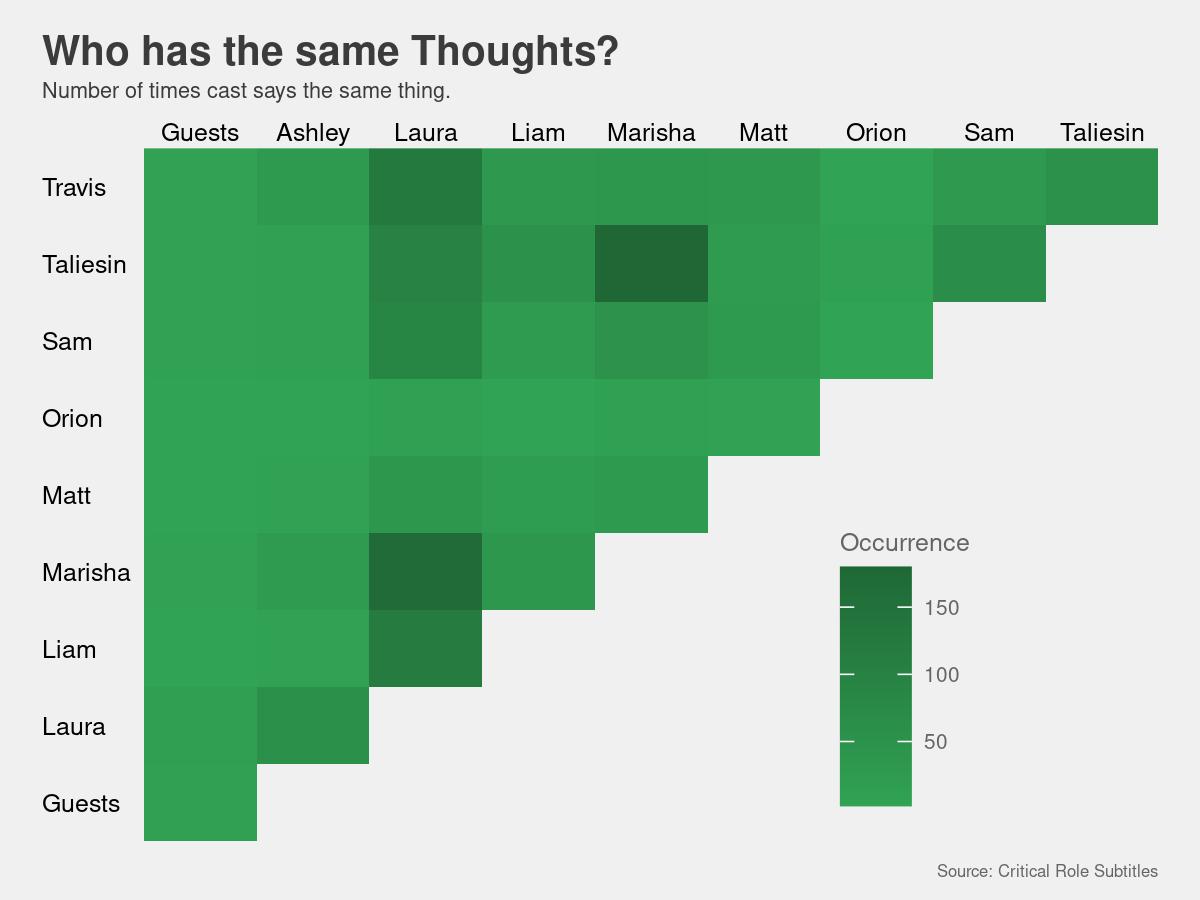 Who has the same Thoughts?
Number of times cast says the same thing.
Guests Ashley Laura Liam Marisha Matt Orion Sam Taliesin
Travis
Taliesin
Sam
Orion
Matt
Marisha
Liam
Laura
Guests
Occurrence
150
100
50
Source: Critical Role Subtitles